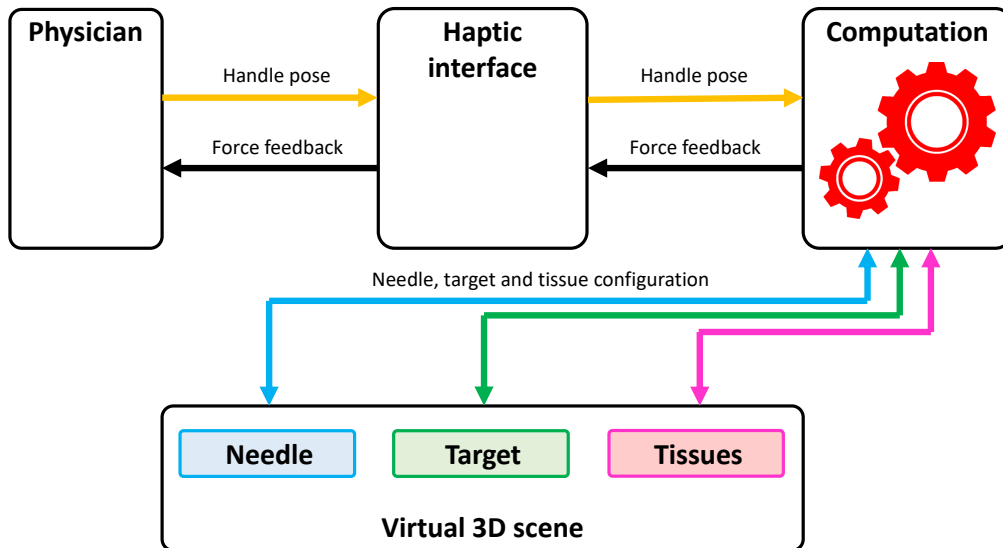 Physician
Haptic
interface
Computation
Handle pose
Handle pose
Force feedback
Force feedback
Needle, target and tissue configuration
Needle
Target
Tissues
Virtual 3D scene